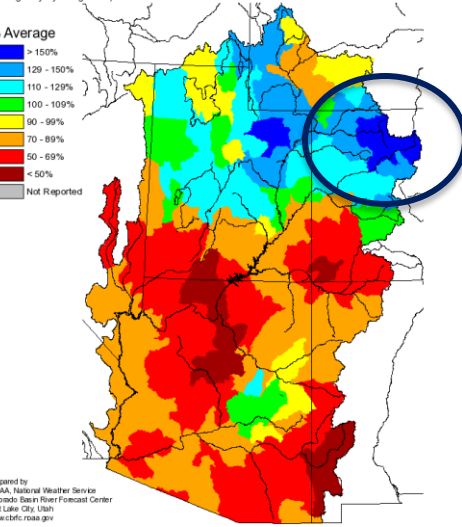 Average
> 150%
129 - 150%
110 - 129%
100 - 109%
90 - 99%
70 - 89%
50 - 69%
< 50%
Not Reported
pared by
AA, National Weather Service
orado Basin River Forecast Center
t Lake City, Utah
w.cbrfc.noaa.gov